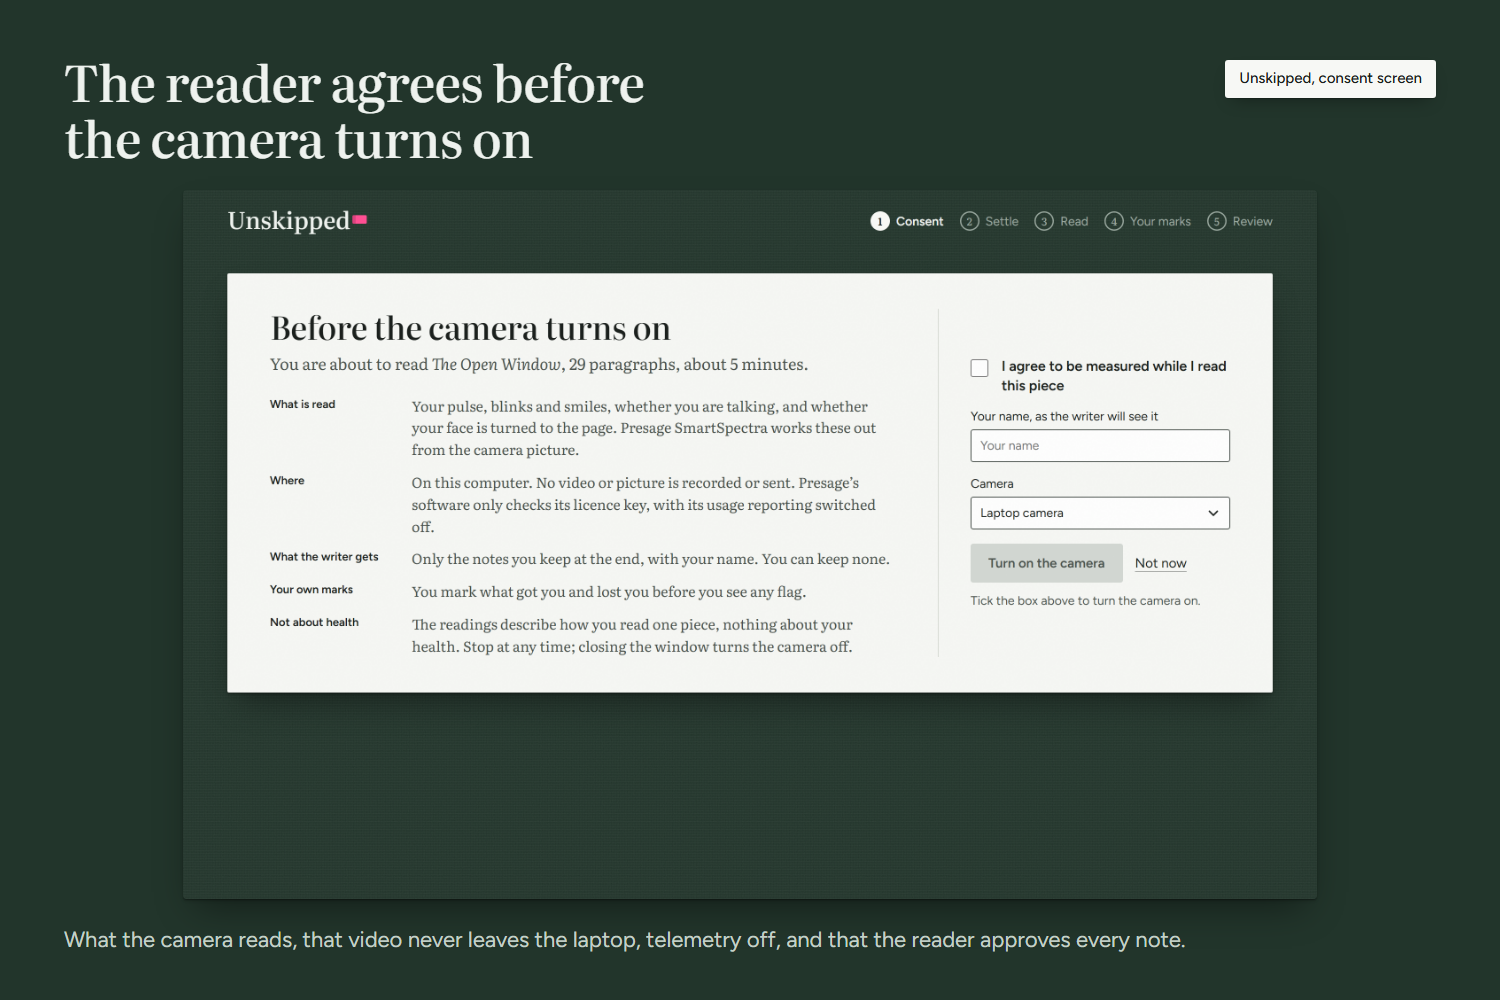 The reader agrees before
the camera turns on
Unskipped, consent screen
Unskipped
1 Consent
2 Settle
3 Read
4 Your marks
5 Review
Before the camera turns on
You are about to read The Open Window, 29 paragraphs, about 5 minutes.
What is read
Your pulse, blinks and smiles, whether you are talking, and whether
your face is turned to the page. Presage SmartSpectra works these out
from the camera picture.
Where
On this computer. No video or picture is recorded or sent. Presage’s
software only checks its licence key, with its usage reporting switched
off.
What the writer gets
Only the notes you keep at the end, with your name. You can keep none.
Your own marks
You mark what got you and lost you before you see any flag.
Not about health
The readings describe how you read one piece, nothing about your
health. Stop at any time; closing the window turns the camera off.
I agree to be measured while I read
this piece
Your name, as the writer will see it
Your name
Camera
Laptop camera
Turn on the camera
Not now
Tick the box above to turn the camera on.
What the camera reads, that video never leaves the laptop, telemetry off, and that the reader approves every note.